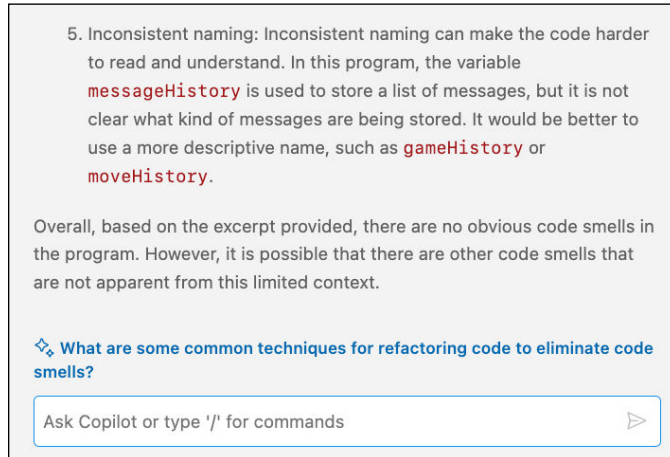 5. Inconsistent naming: Inconsistent naming can make the code harder
to read and understand. In this program, the variable
messageHistory is used to store a list of messages, but it is not
clear what kind of messages are being stored. It would be better to
use a more descriptive name, such as gameHistory or
moveHistory.
Overall, based on the excerpt provided, there are no obvious code smells in
the program. However, it is possible that there are other code smells that
are not apparent from this limited context.
What are some common techniques for refactoring code to eliminate code
smells?
Ask Copilot or type '/' for commands